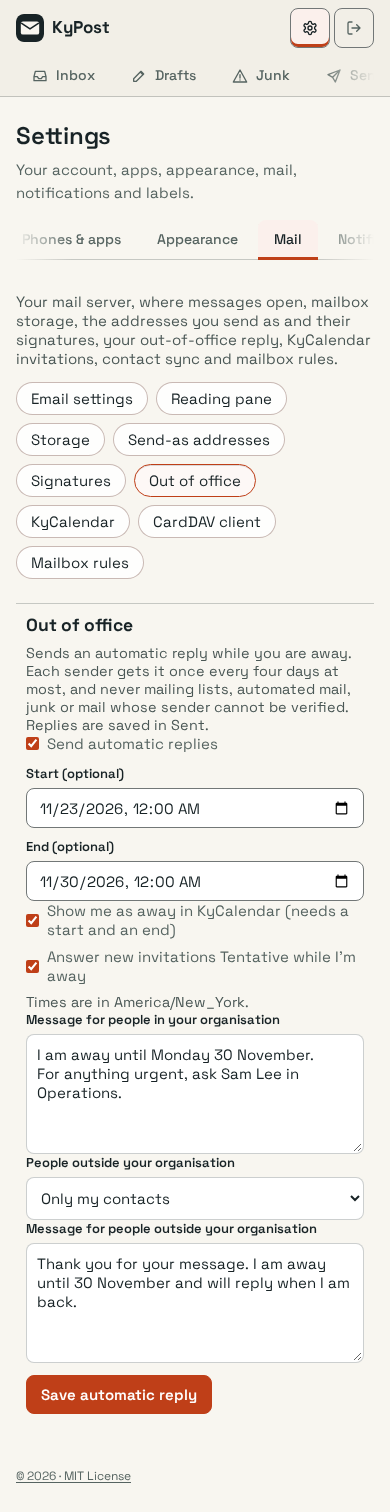 KyPost
Inbox
Drafts
Junk
Settings
Your account, apps, appearance, mail,
notifications and labels.
Phones & apps
Appearance
Mail
Your mail server, where messages open, mailbox
storage, the addresses you send as and their
signatures, your out-of-office reply, KyCalendar
invitations, contact sync and mailbox rules.
Email settings
Reading pane
Storage
Send-as addresses
Signatures
Out of office
KyCalendar
CardDAV client
Mailbox rules
Out of office
Sends an automatic reply while you are away.
Each sender gets it once every four days at
most, and never mailing lists, automated mail,
junk or mail whose sender cannot be verified.
Replies are saved in Sent.
Send automatic replies
Start (optional)
11/23/2026, 12:00 AM
End (optional)
11/30/2026, 12:00 AM
Show me as away in KyCalendar (needs a
start and an end)
Answer new invitations Tentative while I'm
away
Times are in America/New_York.
Message for people in your organisation
I am away until Monday 30 November.
For anything urgent, ask Sam Lee in
Operations.
People outside your organisation
Only my contacts
Message for people outside your organisation
Thank you for your message. I am away
until 30 November and will reply when I am
back.
Save automatic reply
© 2026 · MIT License